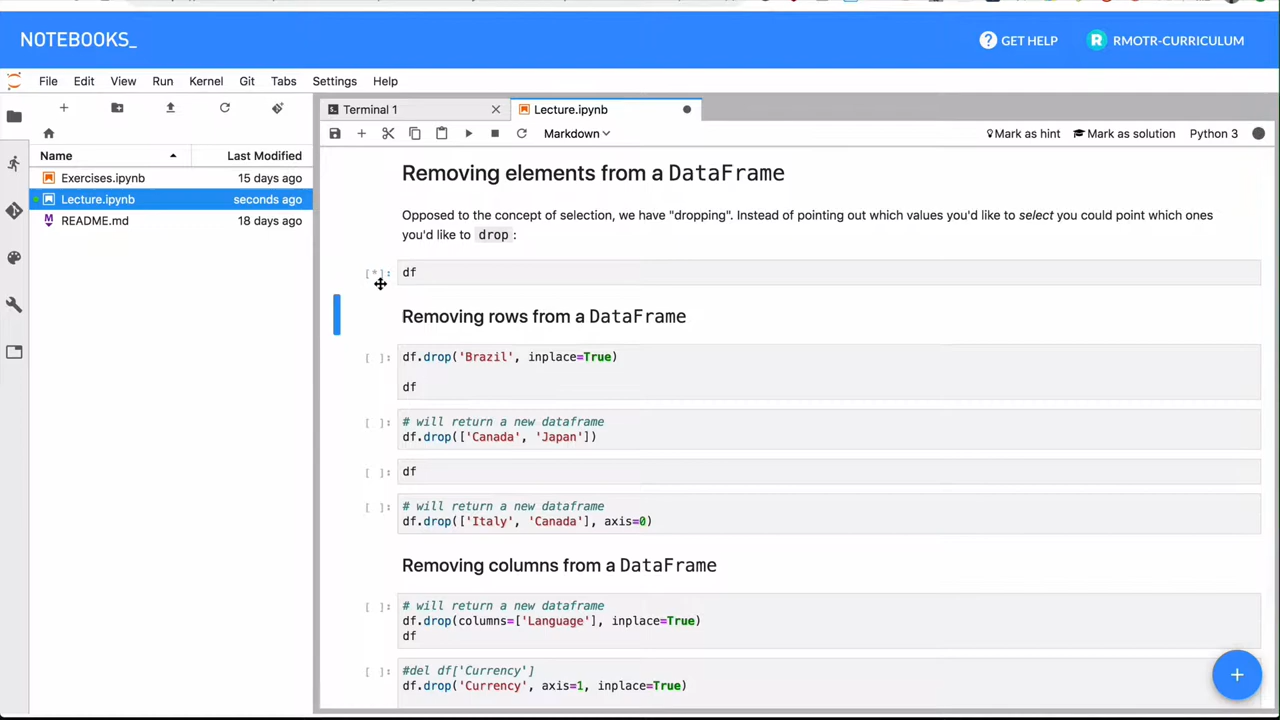 NOTEBOOKS_
GET HELP
R RMOTR-CURRICULUM
File Edit View Run Kernel Git Tabs Settings Help
Terminal 1
Lecture.ipynb
Markdown
Mark as hint
Mark as solution
Python 3
Name Last Modified
Exercises.ipynb 15 days ago
Lecture.ipynb seconds ago
README.md 18 days ago
Removing elements from a DataFrame
Opposed to the concept of selection, we have "dropping". Instead of pointing out which values you'd like to select you could point which ones
you'd like to drop :
[*]: df
Removing rows from a DataFrame
[ ]: df.drop('Brazil', inplace=True)
df
[ ]: # will return a new dataframe
df.drop(['Canada', 'Japan'])
[ ]: df
[ ]: # will return a new dataframe
df.drop(['Italy', 'Canada'], axis=0)
Removing columns from a DataFrame
[ ]: # will return a new dataframe
df.drop(columns=['Language'], inplace=True)
df
[ ]: #del df['Currency']
df.drop('Currency', axis=1, inplace=True)